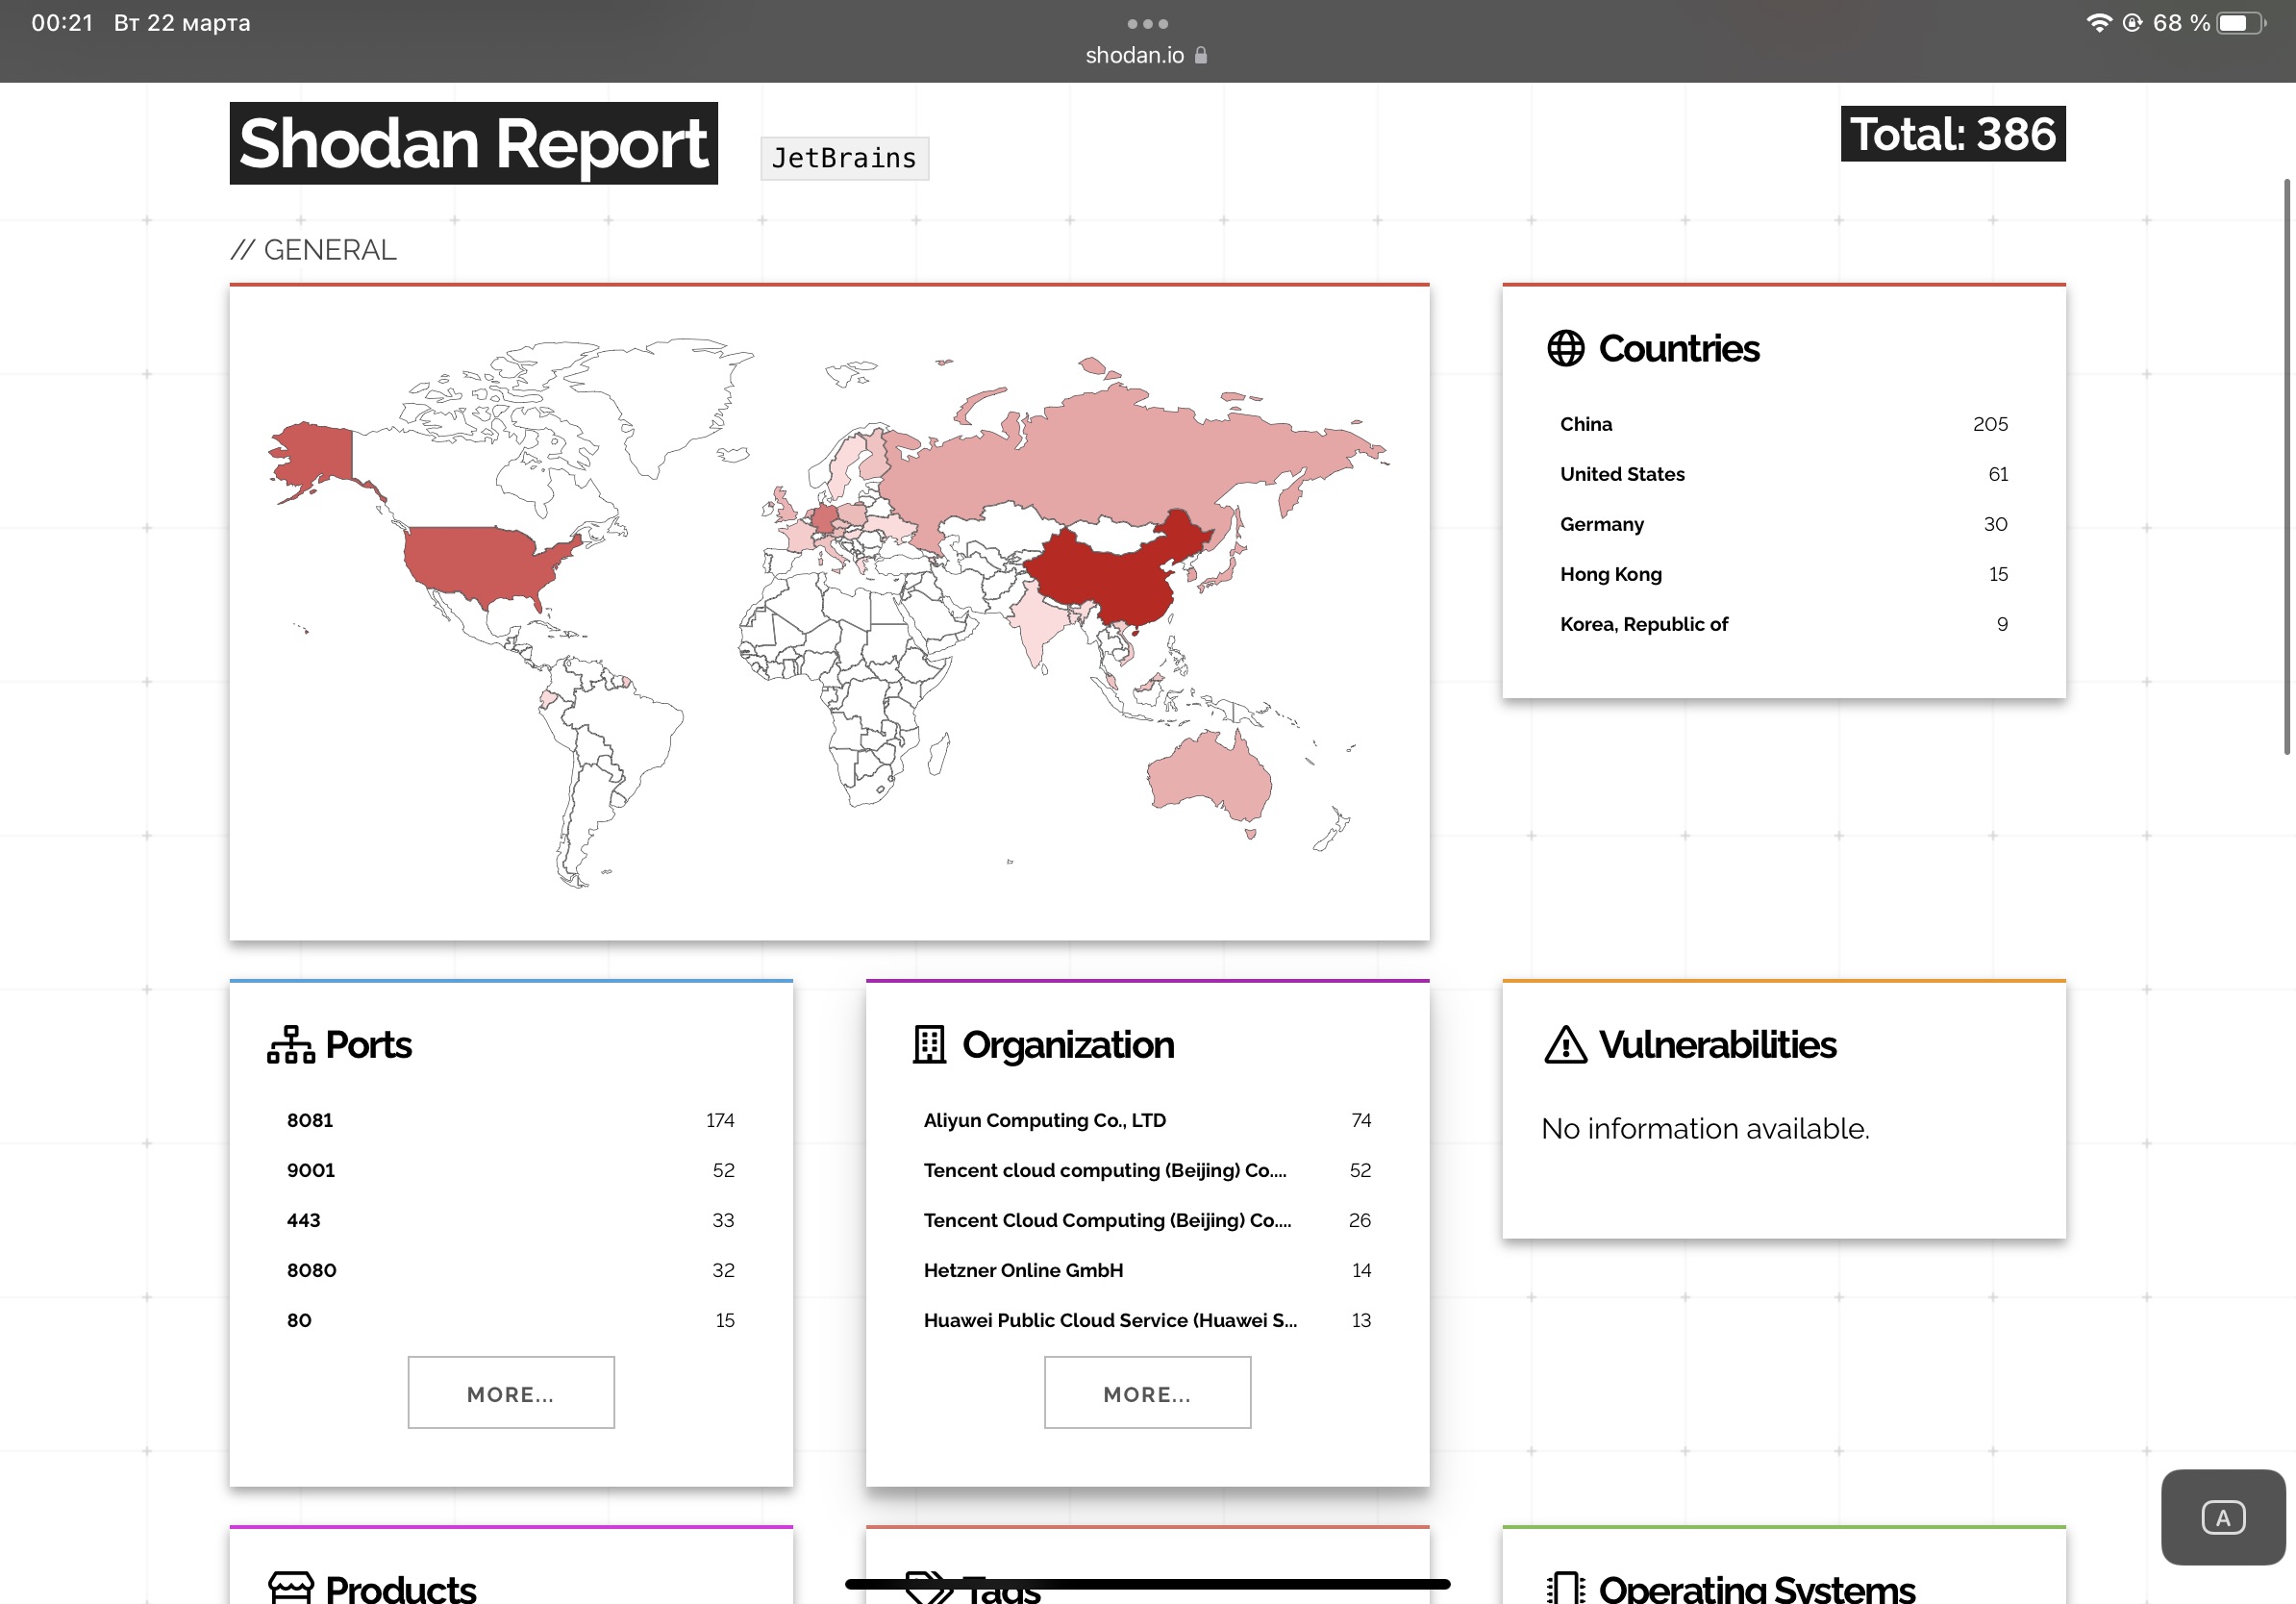 00:21 Вт 22 марта
68 %
shodan.io
Shodan Report
JetBrains
Total: 386
// GENERAL
Countries
China 205
United States 61
Germany 30
Hong Kong 15
Korea, Republic of 9
Ports
8081 174
9001 52
443 33
8080 32
80 15
MORE...
Organization
Aliyun Computing Co., LTD 74
Tencent cloud computing (Beijing) Co.... 52
Tencent Cloud Computing (Beijing) Co.... 26
Hetzner Online GmbH 14
Huawei Public Cloud Service (Huawei S... 13
MORE...
Vulnerabilities
No information available.
A
Products
Tags
Operating Systems